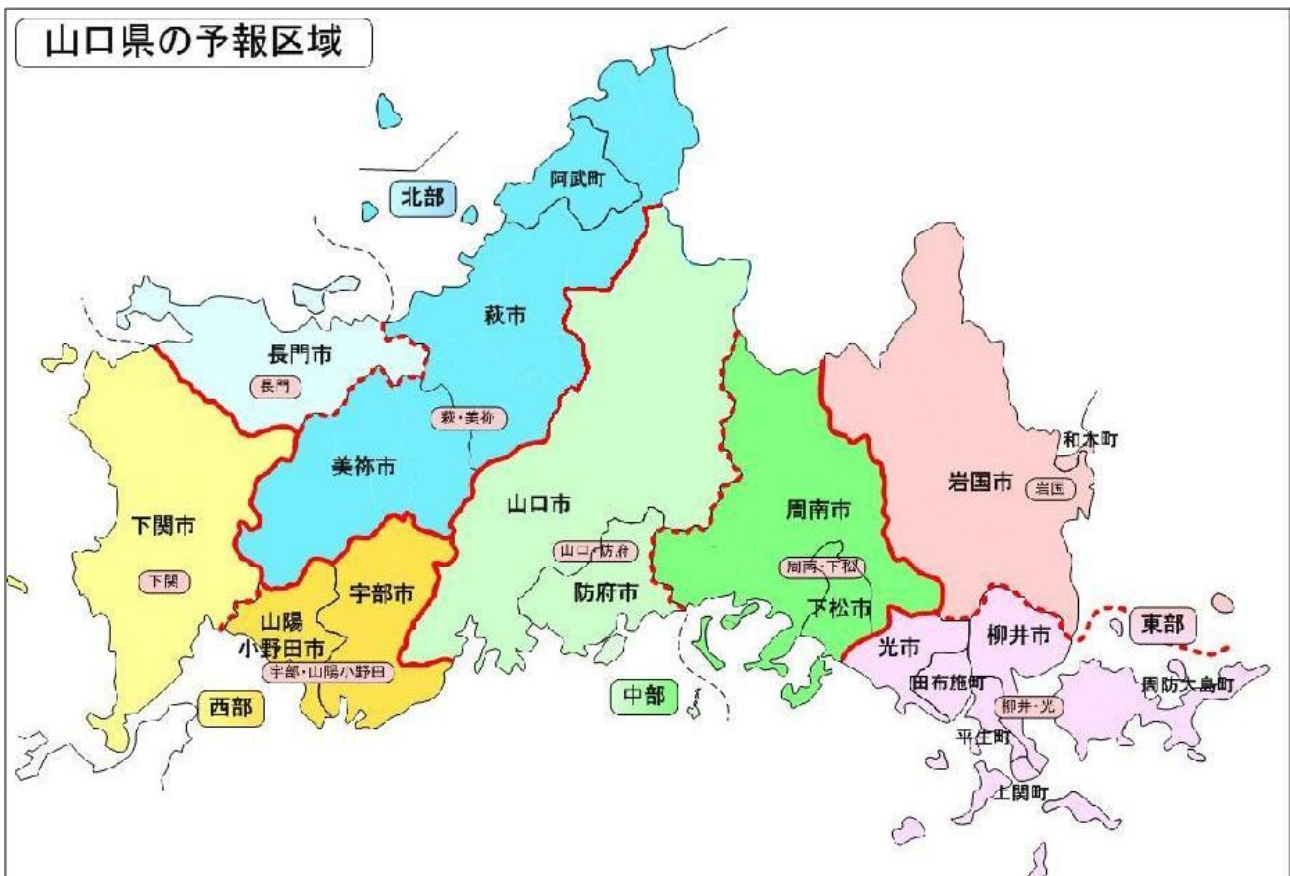 山口県の予報区域
阿武町
北部
萩市
長門市
長門
萩・美祢
和木町
美祢市
岩国市
岩国
山口市
周南市
下関市
山口・防府
周南・下松
下関
宇部市
防府市
下松市
山陽
小野田市
光市
柳井市
東部
宇部・山陽小野田
田布施町
周防大島町
西部
中部
柳井・光
平生町
上関町